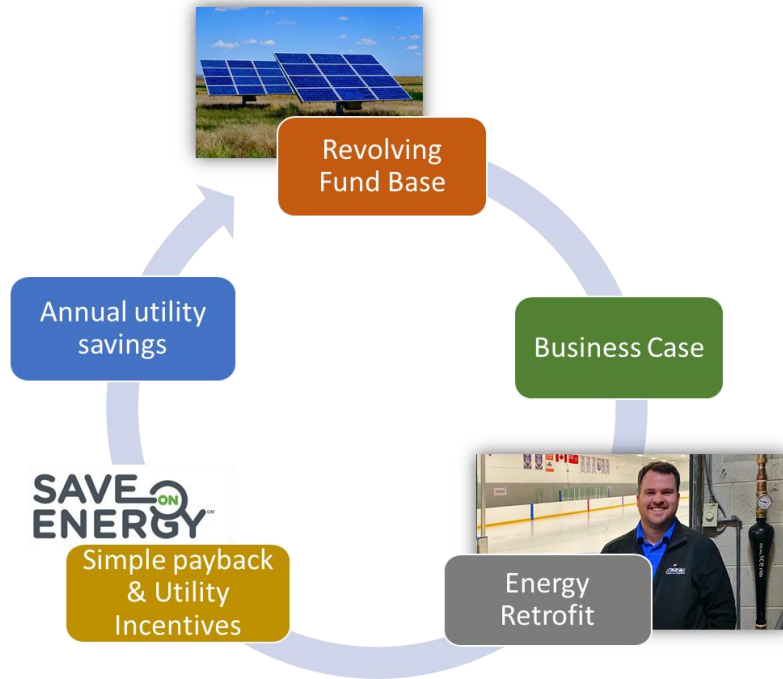 Revolving
Fund Base
Annual utility
savings
Business Case
SAVE ON
ENERGY
Simple payback
& Utility
Incentives
Energy
Retrofit